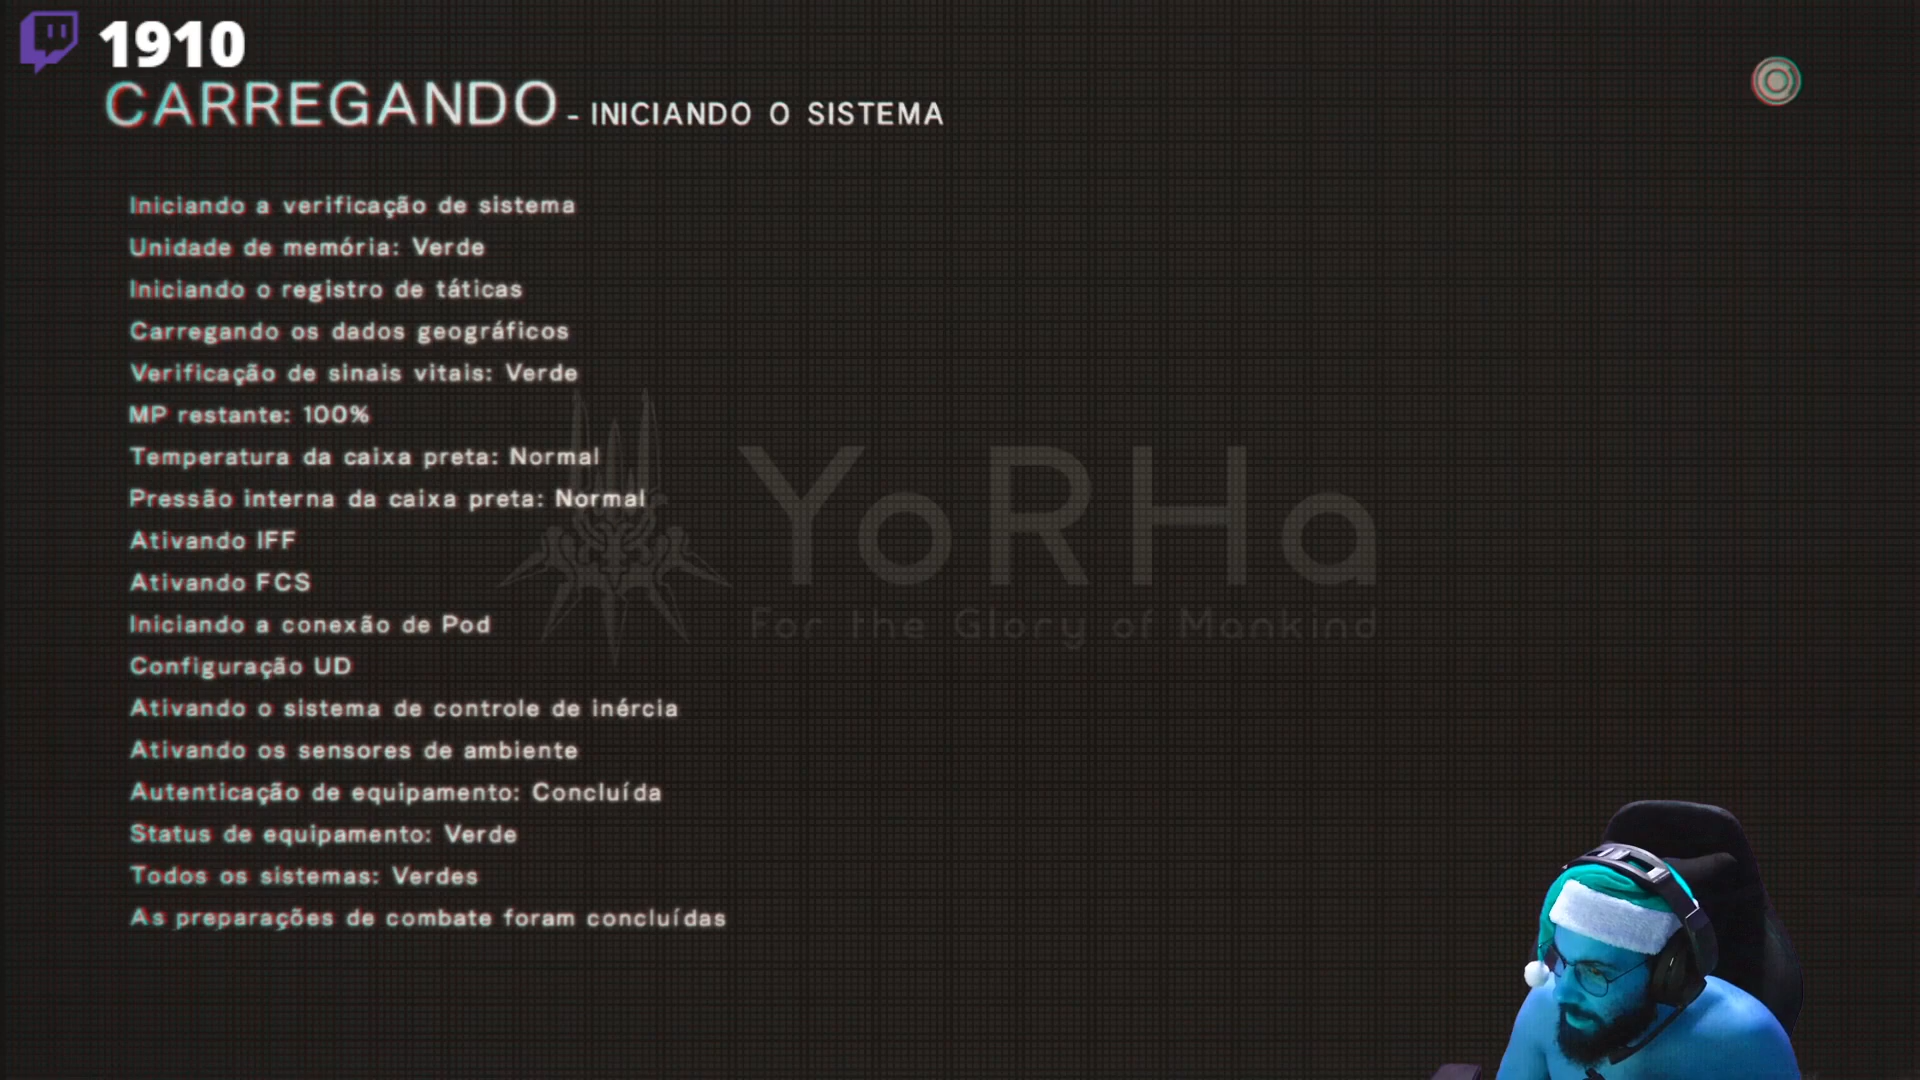 1910
CARREGANDO - INICIANDO O SISTEMA
Iniciando a verificação de sistema
Unidade de memória: Verde
Iniciando o registro de táticas
Carregando os dados geográficos
Verificação de sinais vitais: Verde
MP restante: 100%
Temperatura da caixa preta: Normal
Pressão interna da caixa preta: Normal
Ativando IFF
Ativando FCS
Iniciando a conexão de Pod
Configuração UD
Ativando o sistema de controle de inércia
Ativando os sensores de ambiente
Autenticação de equipamento: Concluída
Status de equipamento: Verde
Todos os sistemas: Verdes
As preparações de combate foram concluídas
YoRHa
For the Glory of Mankind